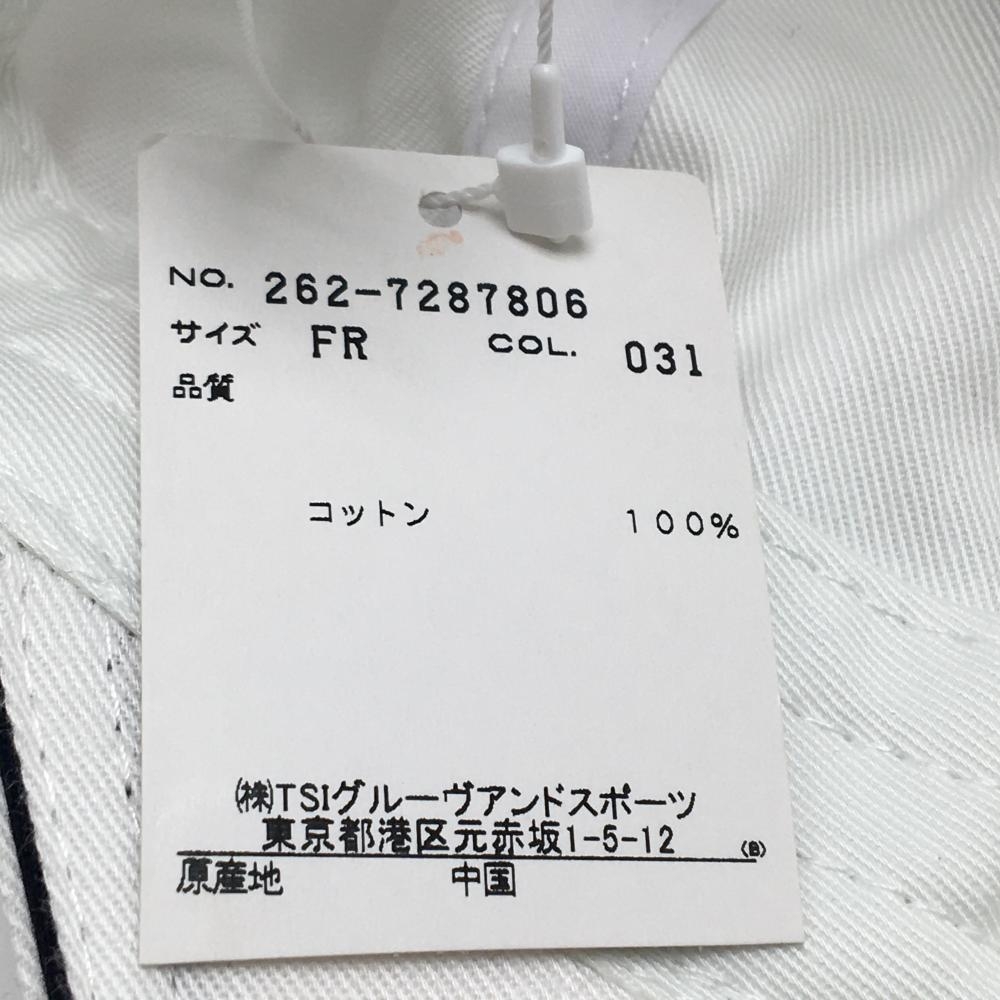 NO. 262-7287806
サイズ FR COL. 031
品質
コットン 100%
㈱TSIグルーヴアンドスポーツ
東京都港区元赤坂1-5-12 (B)
原産地 中国